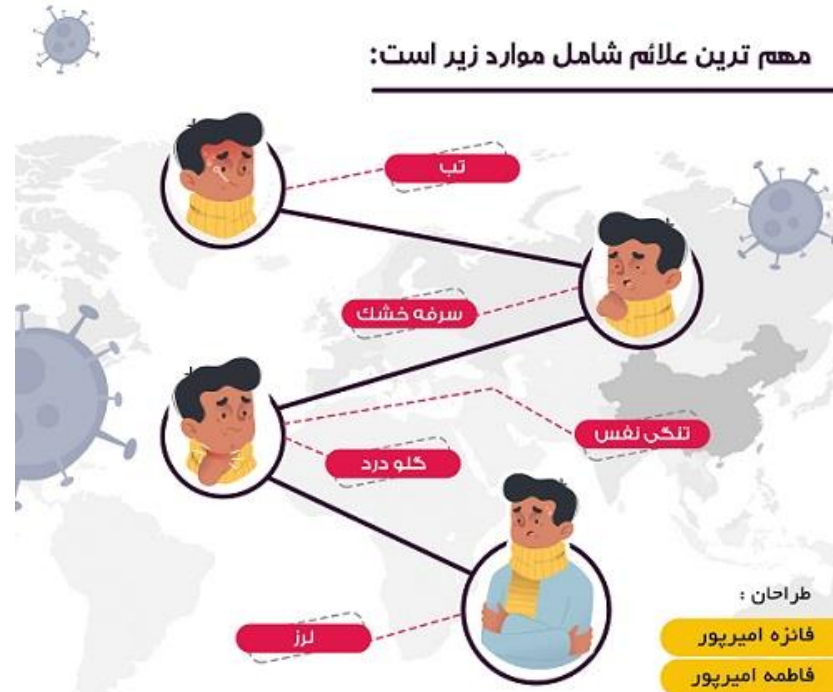 مهم ترین علائم شامل موارد زیر است:
تب
سرفه خشک
تنگی نفس
گلو درد
لرز
طراحان :
فائزه امیرپور
فاطمه امیرپور